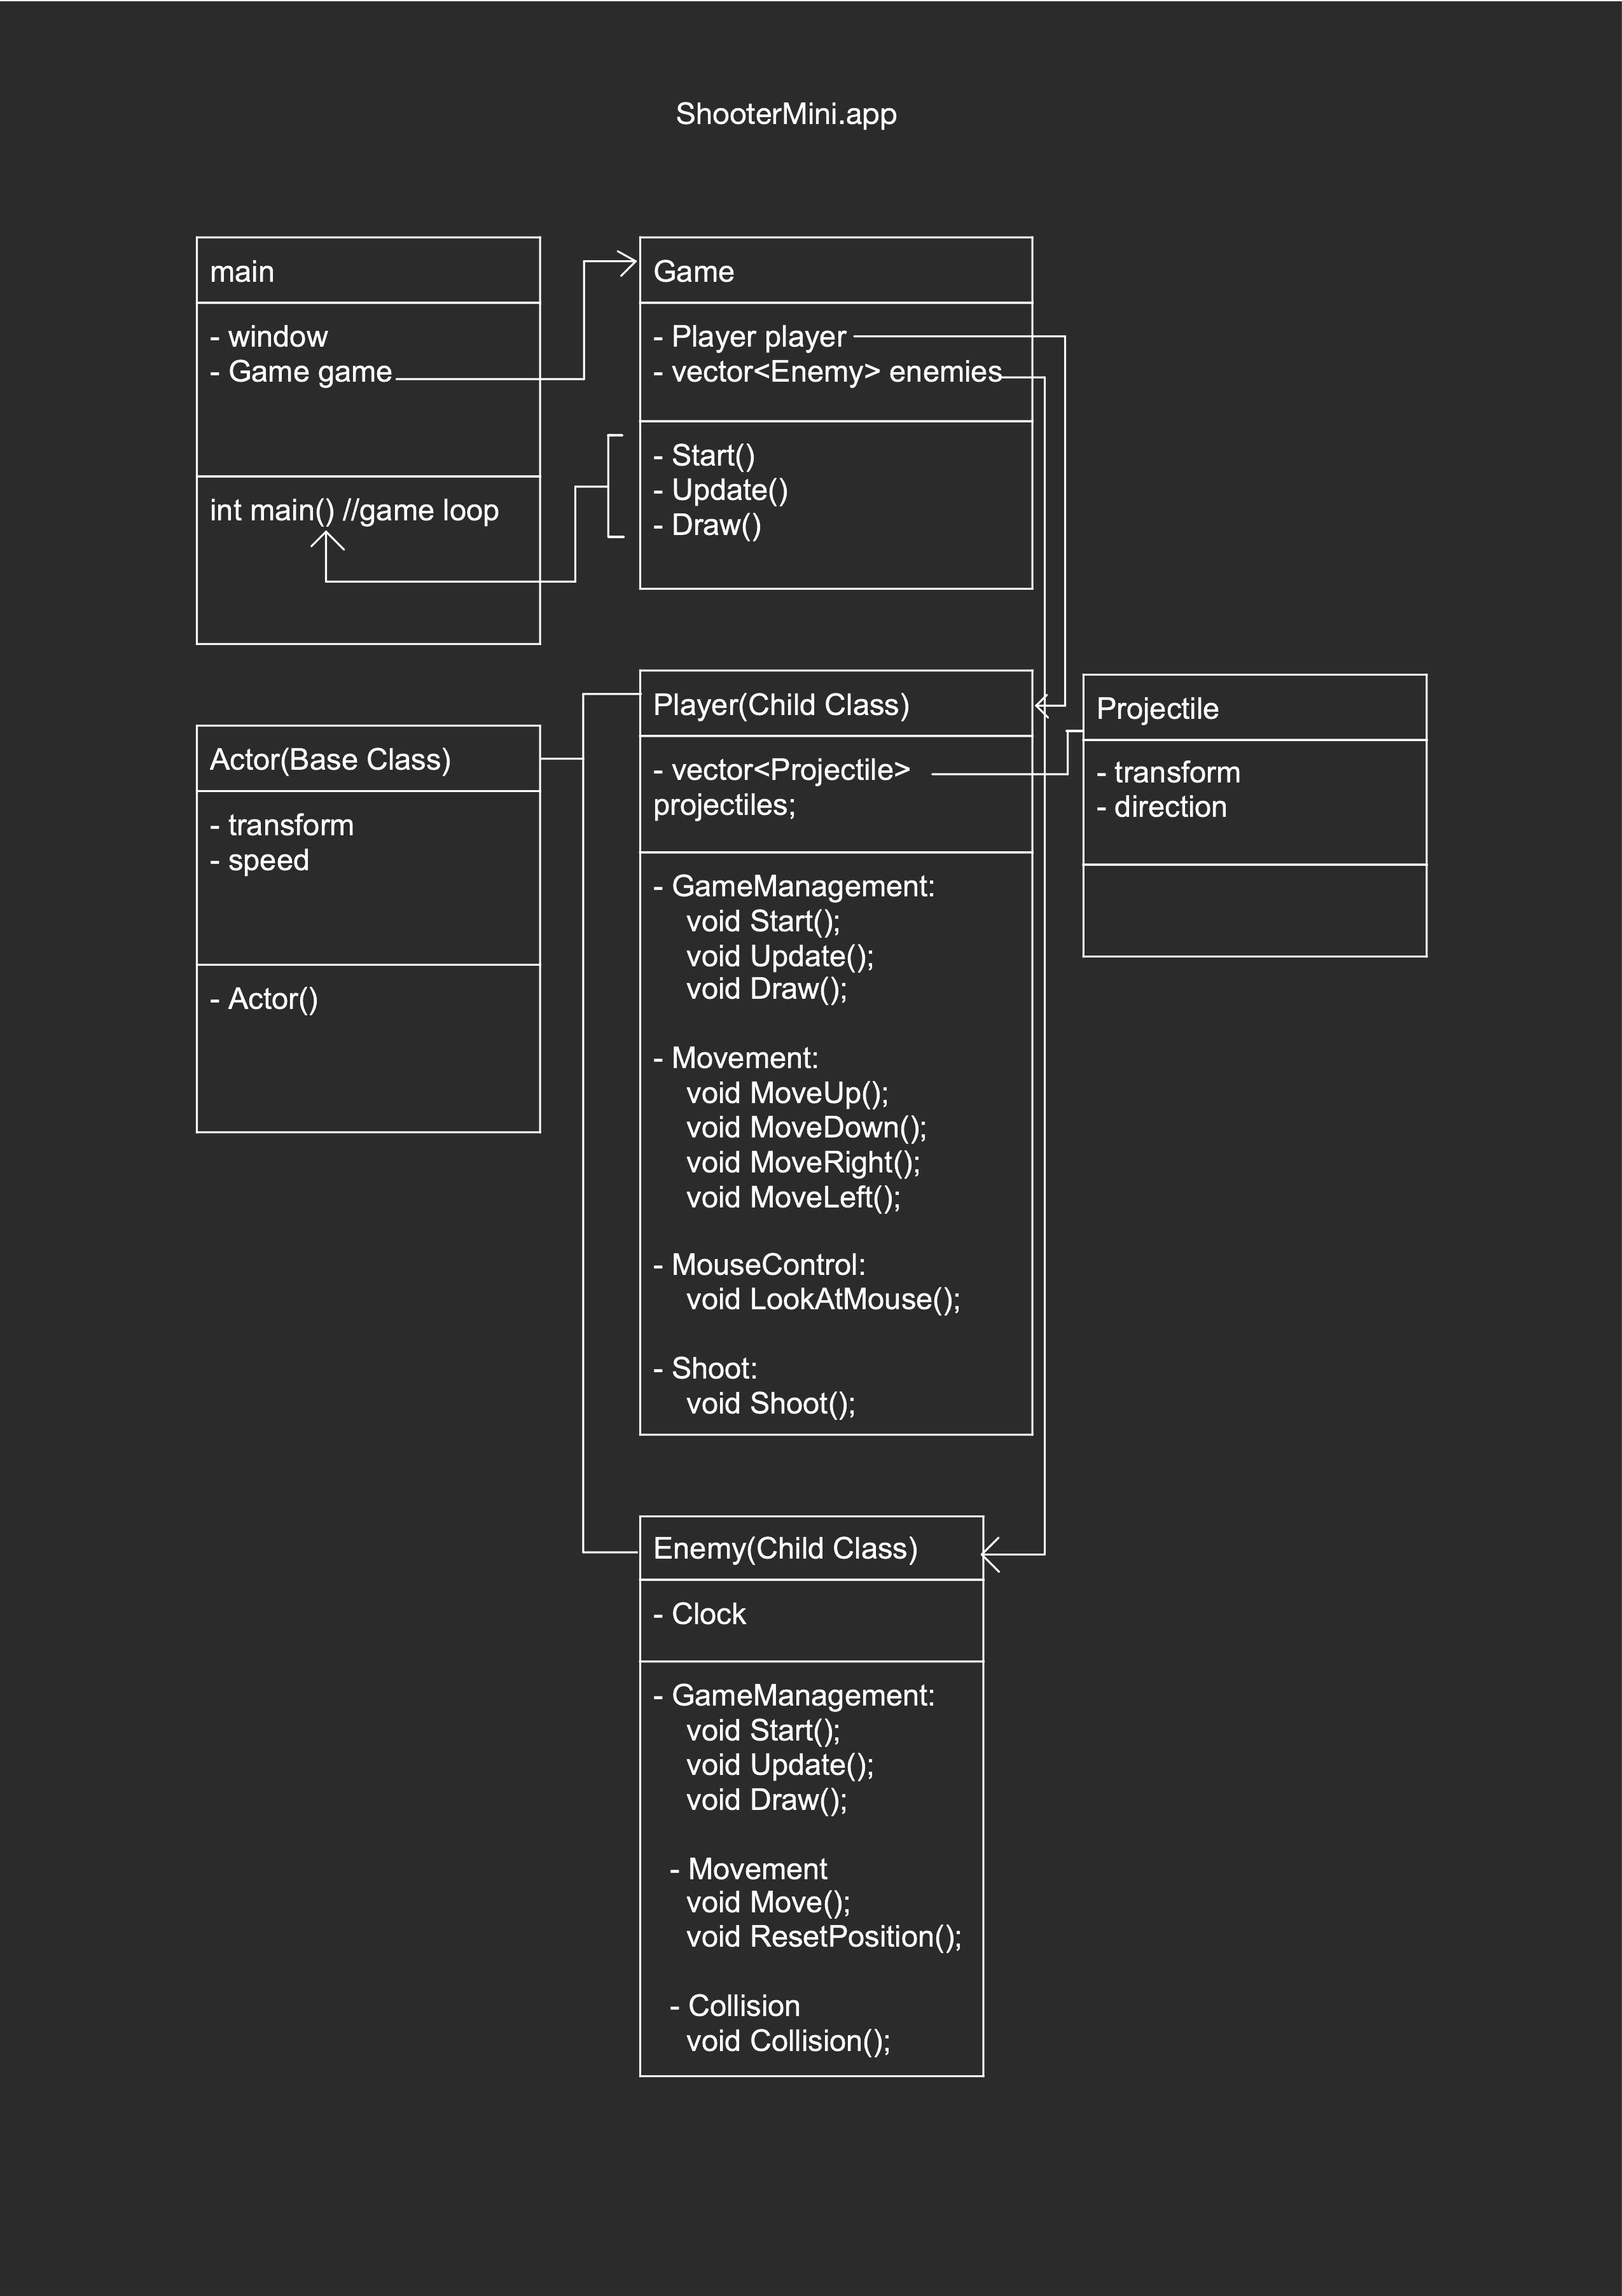 ShooterMini.app
main
- window
- Game game
int main() //game loop
Game
- Player player
- vector<Enemy> enemies
- Start()
- Update()
- Draw()
Actor(Base Class)
- transform
- speed
- Actor()
Player(Child Class)
- vector<Projectile>
projectiles;
- GameManagement:
void Start();
void Update();
void Draw();
- Movement:
void MoveUp();
void MoveDown();
void MoveRight();
void MoveLeft();
- MouseControl:
void LookAtMouse();
- Shoot:
void Shoot();
Projectile
- transform
- direction
Enemy(Child Class)
- Clock
- GameManagement:
void Start();
void Update();
void Draw();
- Movement
void Move();
void ResetPosition();
- Collision
void Collision();